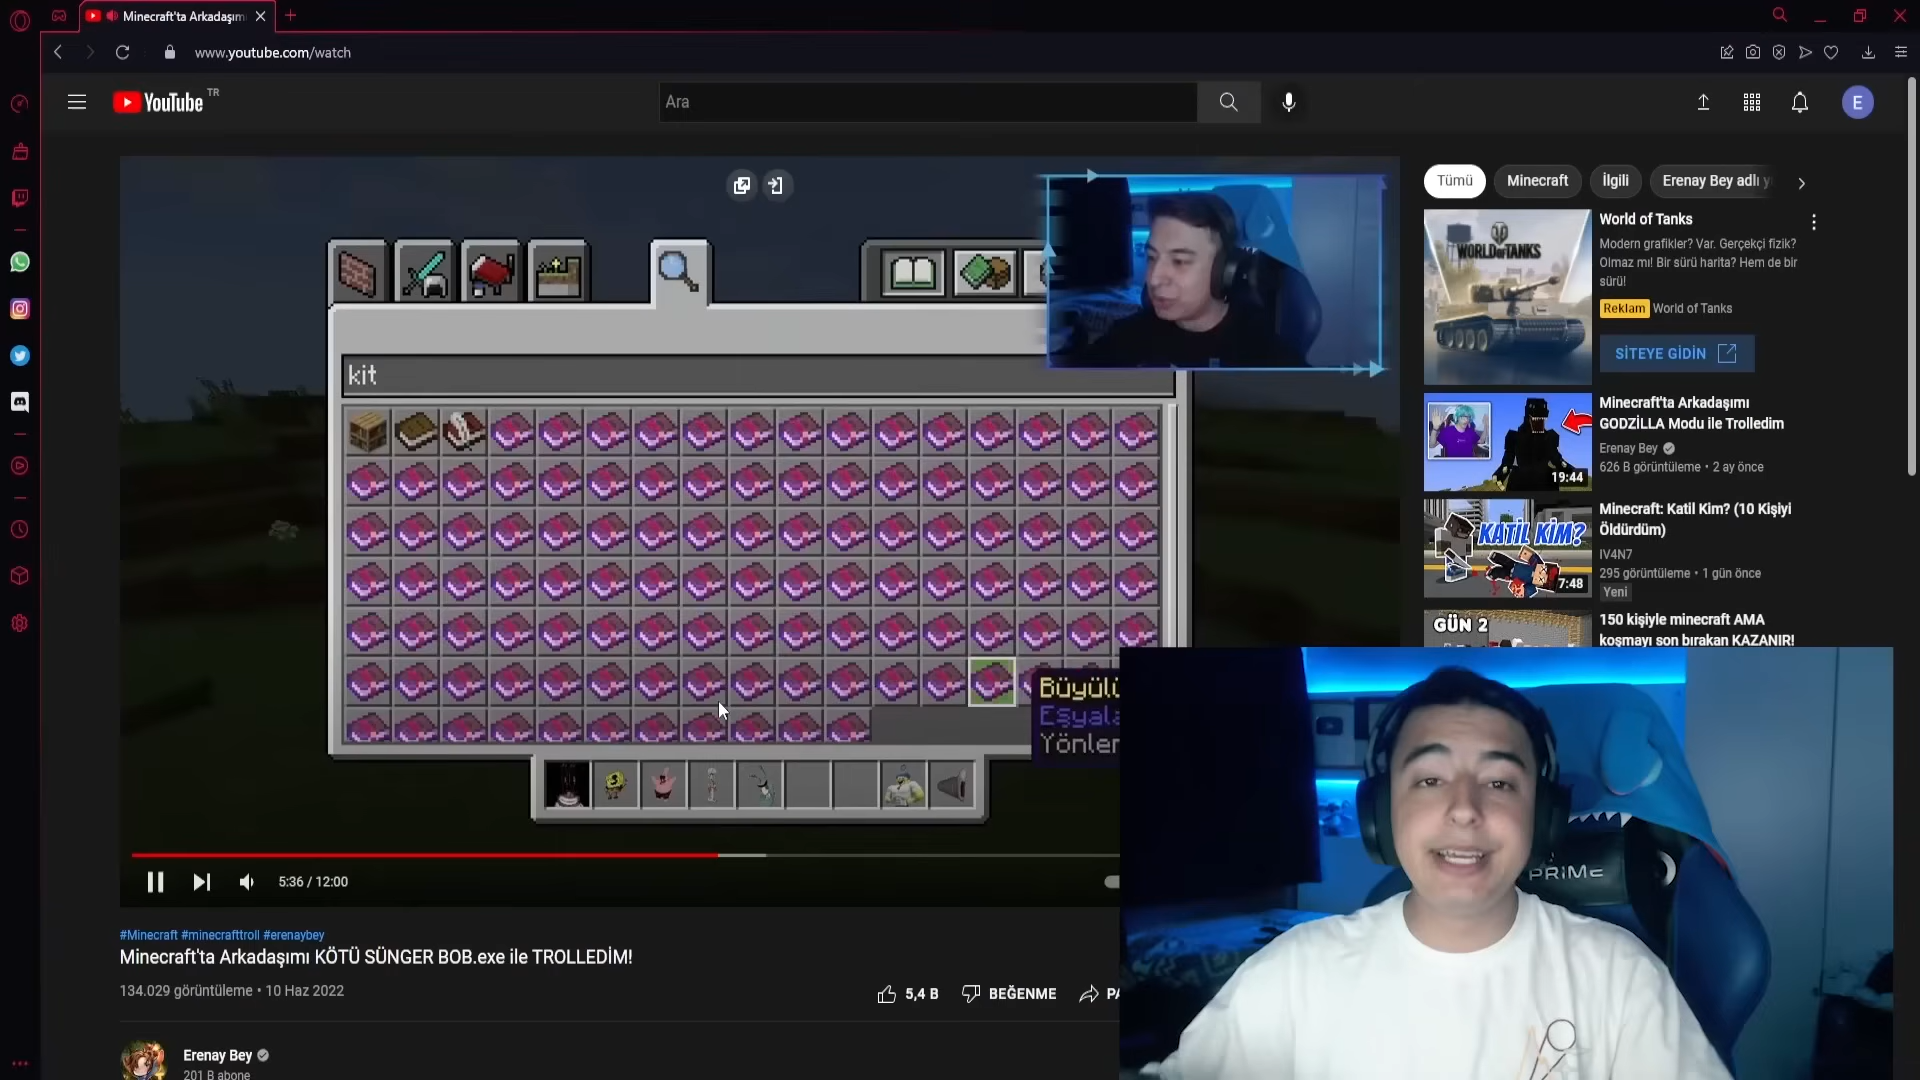 Minecraft'ta Arkadaşım
www.youtube.com/watch
YouTube TR
Ara
E
kit
Büyülü
Eşyala
Yönler
5:36 / 12:00
#Minecraft #minecrafttroll #erenaybey
Minecraft'ta Arkadaşımı KÖTÜ SÜNGER BOB.exe ile TROLLEDİM!
134.029 görüntüleme • 10 Haz 2022
5,4 B
BEĞENME
PA
Erenay Bey
201 B abone
Tümü
Minecraft
İlgili
Erenay Bey adlı y
WORLD OF TANKS
World of Tanks
Modern grafikler? Var. Gerçekçi fizik?
Olmaz mı! Bir sürü harita? Hem de bir
sürü!
Reklam World of Tanks
SİTEYE GİDİN
19:44
Minecraft'ta Arkadaşımı
GODZİLLA Modu ile Trolledim
Erenay Bey
626 B görüntüleme • 2 ay önce
KATİL KİM?
7:48
Minecraft: Katil Kim? (10 Kişiyi
Öldürdüm)
IV4N7
295 görüntüleme • 1 gün önce
Yeni
GÜN 2
150 kişiyle minecraft AMA
koşmayı son bırakan KAZANIR!
PRIME